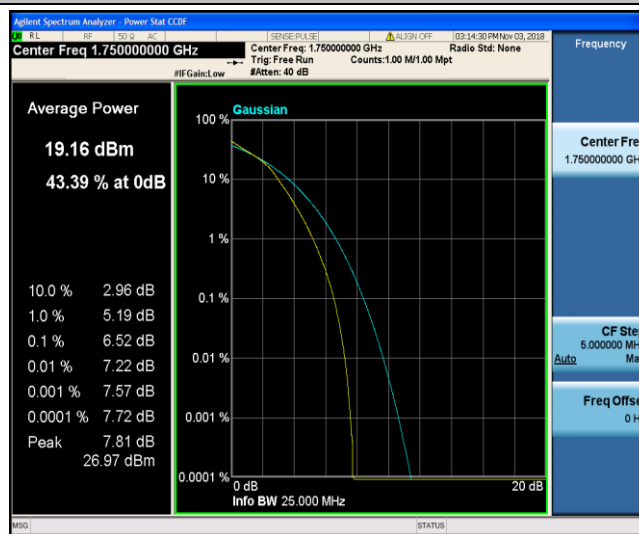 Agilent Spectrum Analyzer - Power Stat CCDF
RL RF 50 Ω AC SENSE:PULSE ALIGN OFF 03:14:30 PM Nov 03, 2018
Center Freq 1.750000000 GHz
Center Freq: 1.750000000 GHz Radio Std: None
Trig: Free Run Counts:1.00 M/1.00 Mpt
#IFGain:Low #Atten: 40 dB
Frequency
Average Power
19.16 dBm
43.39 % at 0dB
10.0 % 2.96 dB
1.0 % 5.19 dB
0.1 % 6.52 dB
0.01 % 7.22 dB
0.001 % 7.57 dB
0.0001 % 7.72 dB
Peak 7.81 dB
26.97 dBm
Gaussian
100 %
10 %
1 %
0.1 %
0.01 %
0.001 %
0.0001 %
0 dB 20 dB
Info BW 25.000 MHz
Center Fre
1.750000000 GH
CF Ste
5.000000 MH
Auto Ma
Freq Offse
0 H
MSG STATUS